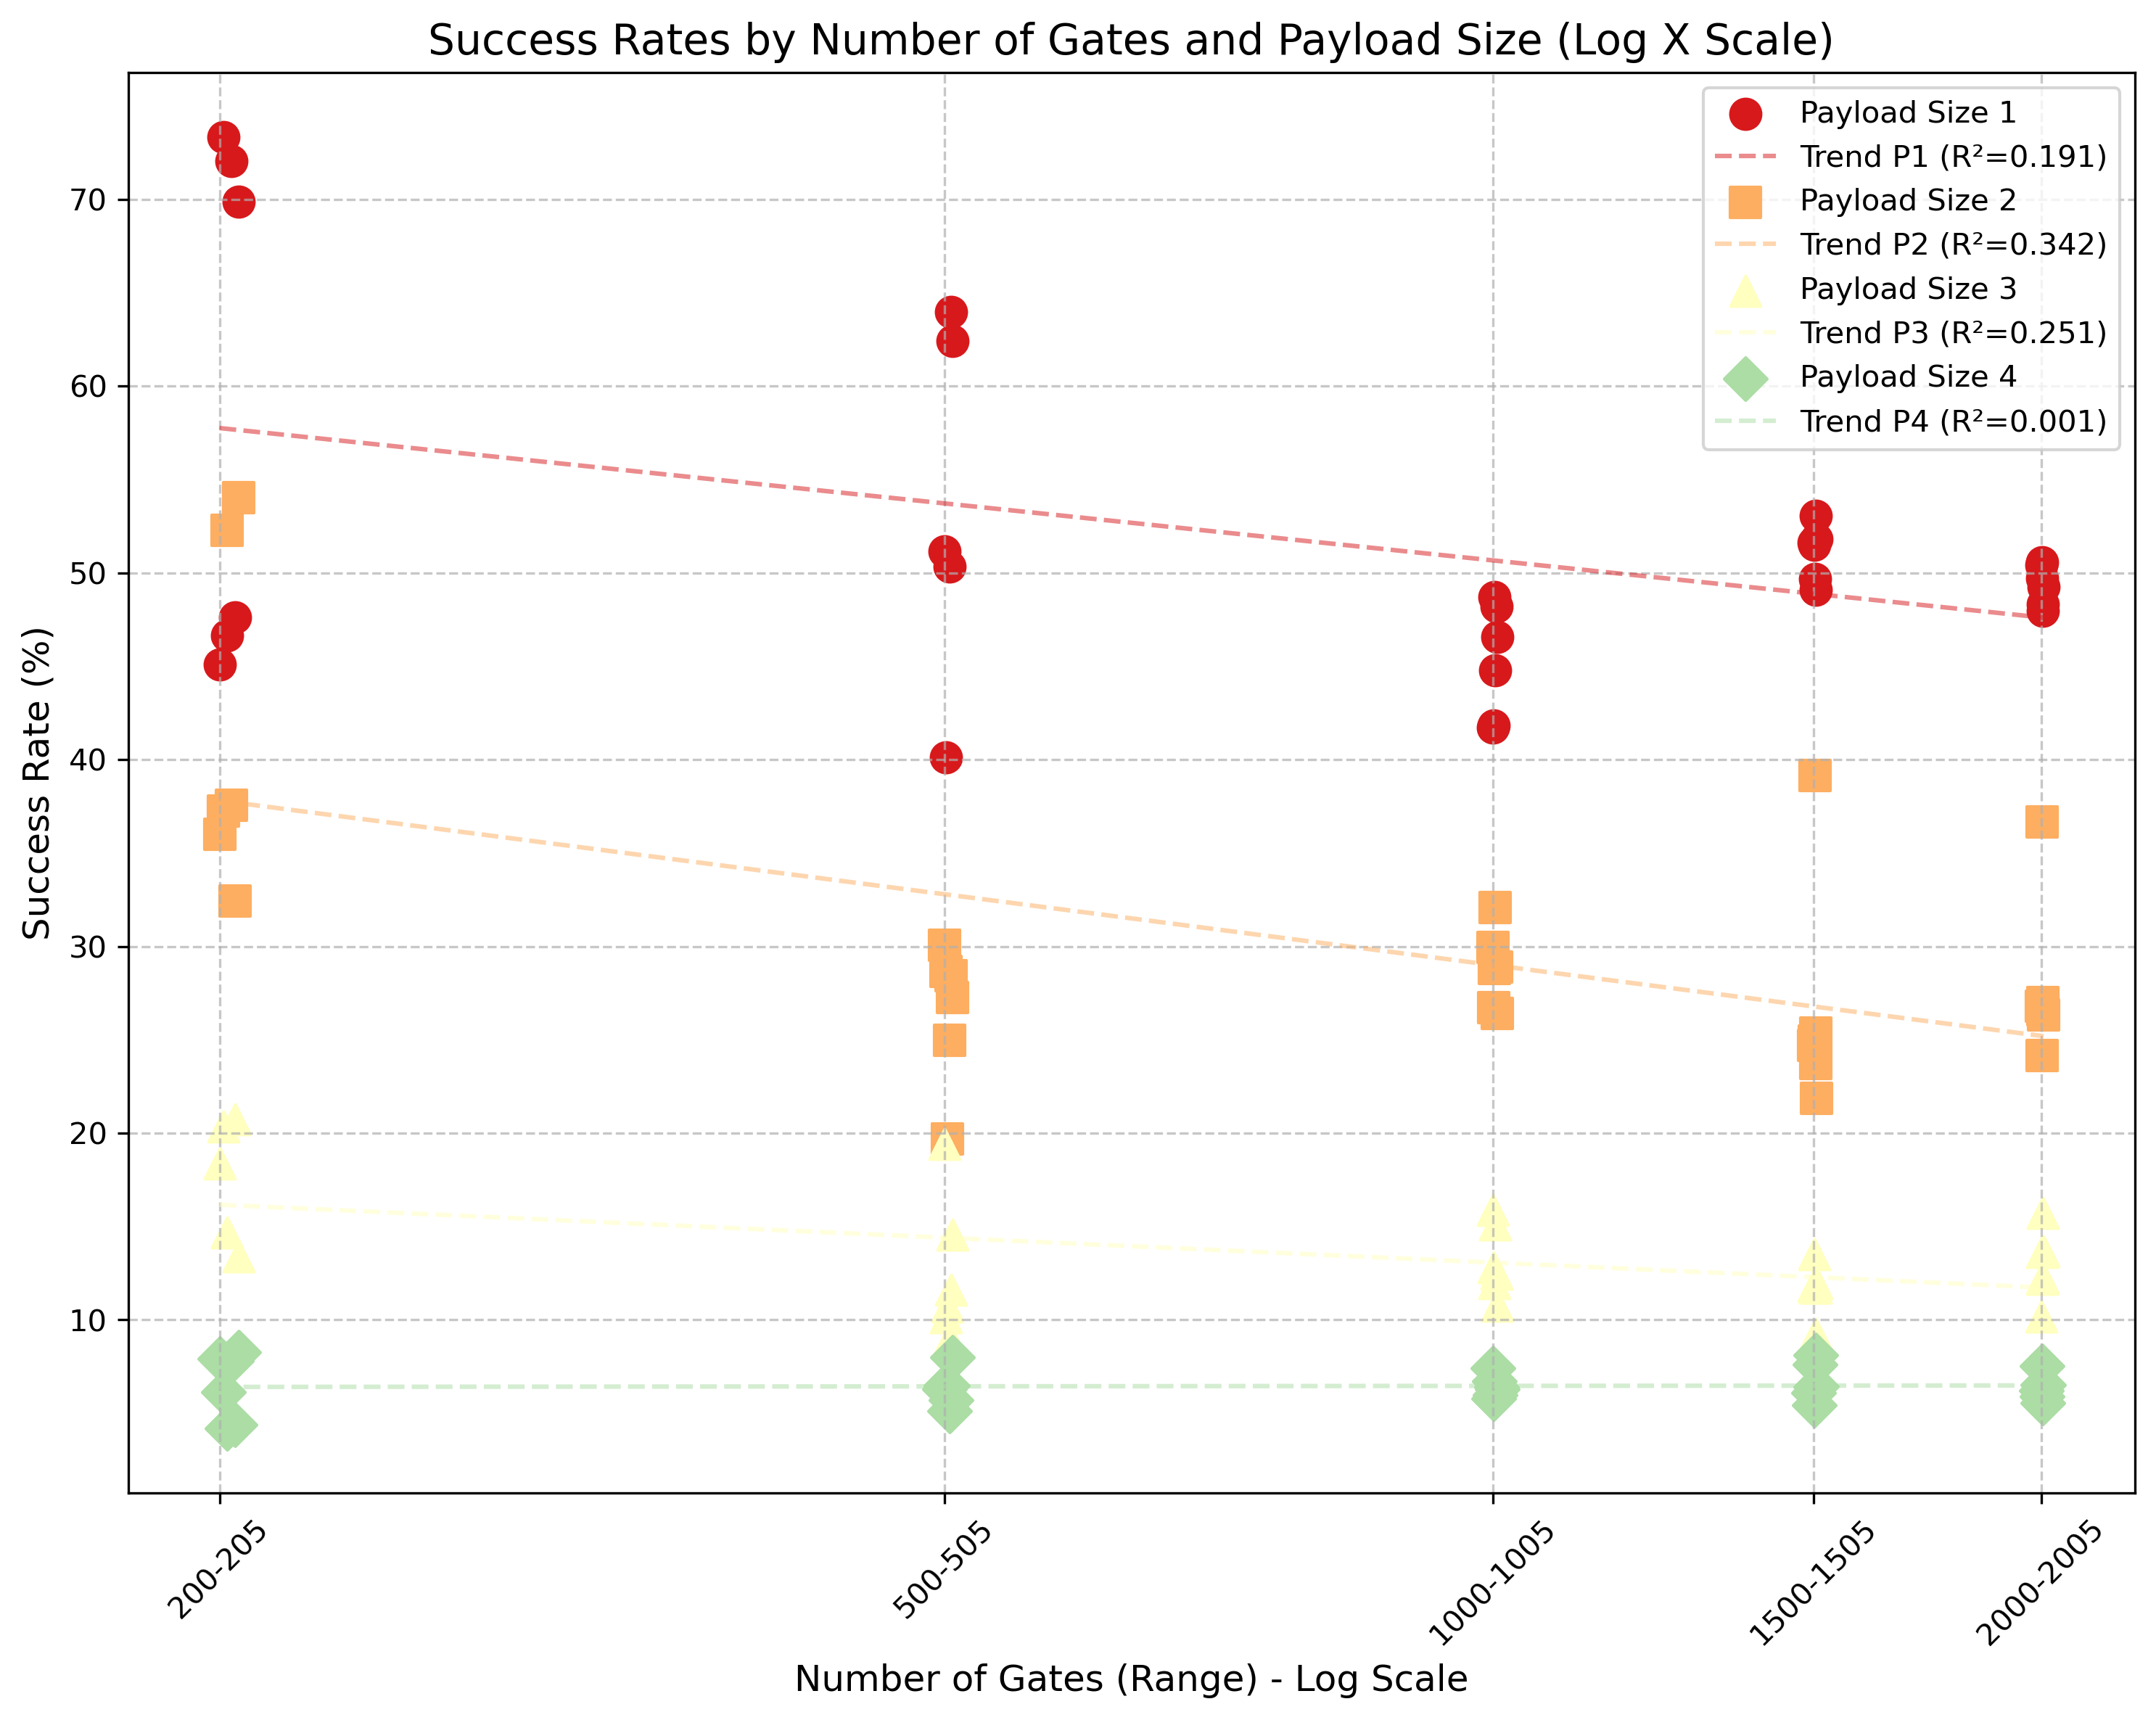 Success Rates by Number of Gates and Payload Size (Log X Scale)
Payload Size 1
Trend P1 (R²=0.191)
Payload Size 2
Trend P2 (R²=0.342)
Payload Size 3
Trend P3 (R²=0.251)
Payload Size 4
Trend P4 (R²=0.001)
Success Rate (%)
70
60
50
40
30
20
10
200-205
500-505
1000-1005
1500-1505
2000-2005
Number of Gates (Range) - Log Scale